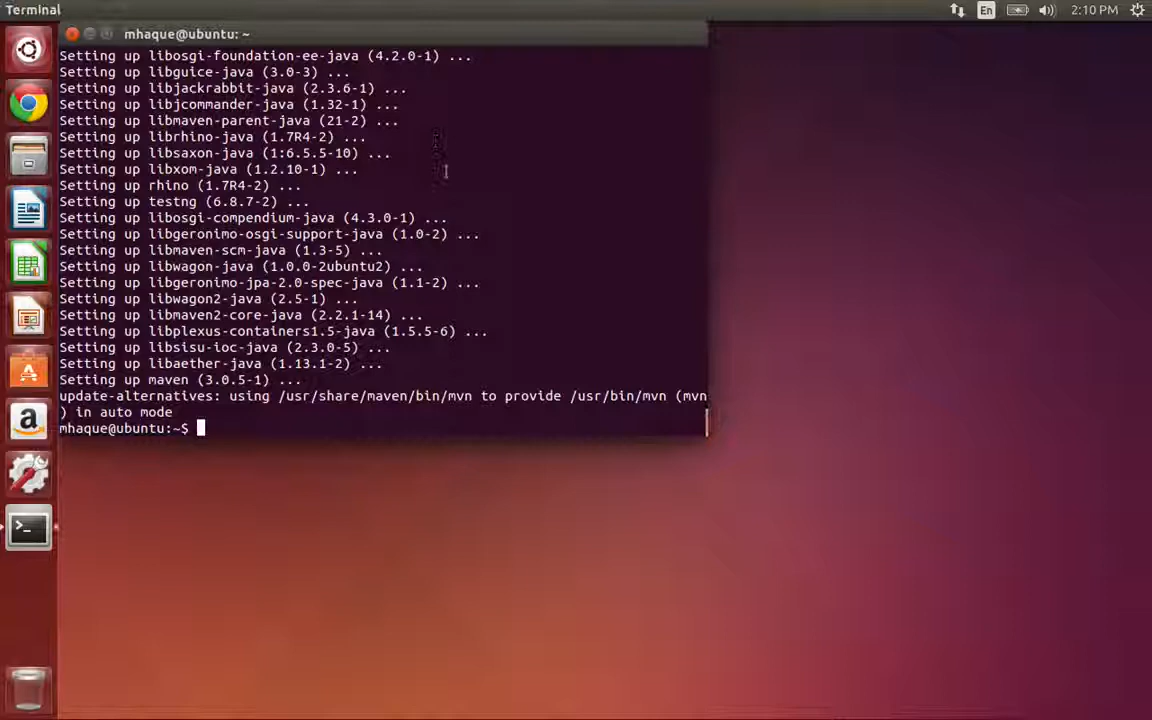 Terminal
En
2:10 PM
mhaque@ubuntu: ~
Setting up libosgi-foundation-ee-java (4.2.0-1) ...
Setting up libguice-java (3.0-3) ...
Setting up libjackrabbit-java (2.3.6-1) ...
Setting up libjcommander-java (1.32-1) ...
Setting up libmaven-parent-java (21-2) ...
Setting up librhino-java (1.7R4-2) ...
Setting up libsaxon-java (1:6.5.5-10) ...
Setting up libxom-java (1.2.10-1) ...
Setting up rhino (1.7R4-2) ...
Setting up testng (6.8.7-2) ...
Setting up libosgi-compendium-java (4.3.0-1) ...
Setting up libgeronimo-osgi-support-java (1.0-2) ...
Setting up libmaven-scm-java (1.3-5) ...
Setting up libwagon-java (1.0.0-2ubuntu2) ...
Setting up libgeronimo-jpa-2.0-spec-java (1.1-2) ...
Setting up libwagon2-java (2.5-1) ...
Setting up libmaven2-core-java (2.2.1-14) ...
Setting up libplexus-containers1.5-java (1.5.5-6) ...
Setting up libsisu-ioc-java (2.3.0-5) ...
Setting up libaether-java (1.13.1-2) ...
Setting up maven (3.0.5-1) ...
update-alternatives: using /usr/share/maven/bin/mvn to provide /usr/bin/mvn (mvn
) in auto mode
mhaque@ubuntu:~$